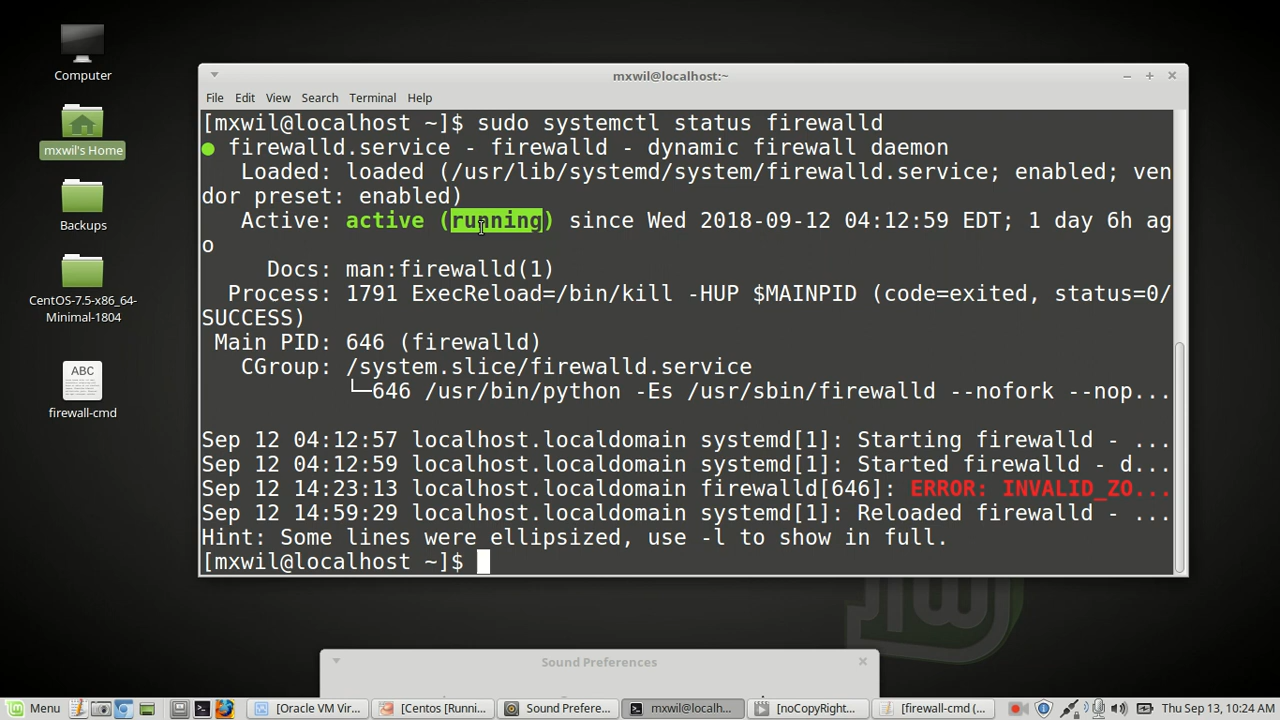 Computer
mxwil's Home
Backups
CentOS-7.5-x86_64-
Minimal-1804
ABC
firewall-cmd
mxwil@localhost:~
File Edit View Search Terminal Help
[mxwil@localhost ~]$ sudo systemctl status firewalld
● firewalld.service - firewalld - dynamic firewall daemon
Loaded: loaded (/usr/lib/systemd/system/firewalld.service; enabled; ven
dor preset: enabled)
Active: active (running) since Wed 2018-09-12 04:12:59 EDT; 1 day 6h ag
o
Docs: man:firewalld(1)
Process: 1791 ExecReload=/bin/kill -HUP $MAINPID (code=exited, status=0/
SUCCESS)
Main PID: 646 (firewalld)
CGroup: /system.slice/firewalld.service
└─646 /usr/bin/python -Es /usr/sbin/firewalld --nofork --nop...
Sep 12 04:12:57 localhost.localdomain systemd[1]: Starting firewalld - ...
Sep 12 04:12:59 localhost.localdomain systemd[1]: Started firewalld - d...
Sep 12 14:23:13 localhost.localdomain firewalld[646]: ERROR: INVALID_ZO...
Sep 12 14:59:29 localhost.localdomain systemd[1]: Reloaded firewalld - ...
Hint: Some lines were ellipsized, use -l to show in full.
[mxwil@localhost ~]$
Sound Preferences
Menu [Oracle VM Vir... [Centos [Runni... Sound Prefere... mxwil@localh... [noCopyRight... [firewall-cmd (... Thu Sep 13, 10:24 AM